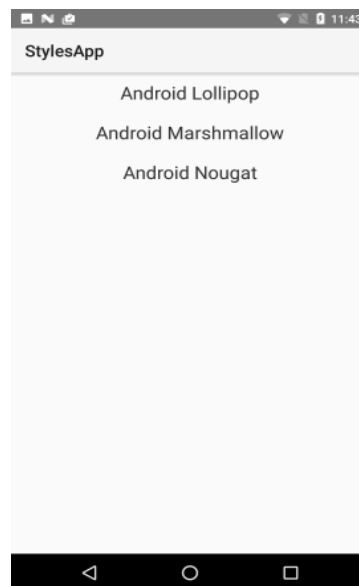 11:43
StylesApp
Android Lollipop
Android Marshmallow
Android Nougat